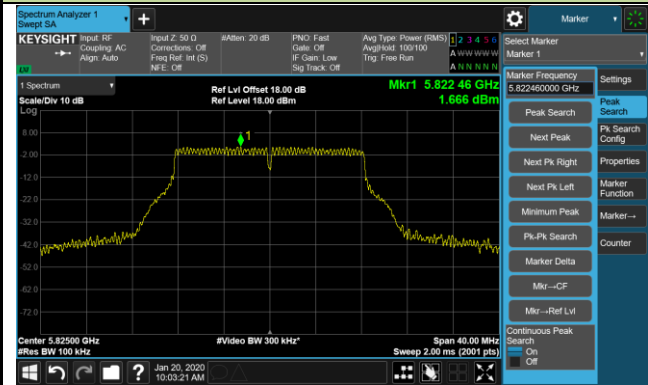 Spectrum Analyzer 1
Swept SA
Marker
KEYSIGHT Input: RF
Coupling: AC
Align: Auto
Input Z: 50 Ω
Corrections: Off
Freq Ref: Int (S)
NFE: Off
#Atten: 20 dB
PNO: Fast
Gate: Off
IF Gain: Low
Sig Track: Off
Avg Type: Power (RMS)
Avg|Hold: 100/100
Trig: Free Run
1 2 3 4 5 6
A W W W W W
A N N N N N
LXI
Select Marker
Marker 1
1 Spectrum
Scale/Div 10 dB
Log
Ref Lvl Offset 18.00 dB
Ref Level 18.00 dBm
Mkr1 5.822 46 GHz
1.666 dBm
8.00
-2.00
-12.0
-22.0
-32.0
-42.0
-52.0
-62.0
-72.0
1
Center 5.82500 GHz
#Res BW 100 kHz
#Video BW 300 kHz*
Span 40.00 MHz
Sweep 2.00 ms (2001 pts)
Marker Frequency
5.822460000 GHz
Peak Search
Next Peak
Next Pk Right
Next Pk Left
Minimum Peak
Pk-Pk Search
Marker Delta
Mkr→CF
Mkr→Ref Lvl
Continuous Peak
Search
On
Off
Settings
Peak
Search
Pk Search
Config
Properties
Marker
Function
Marker→
Counter
?
Jan 20, 2020
10:03:21 AM